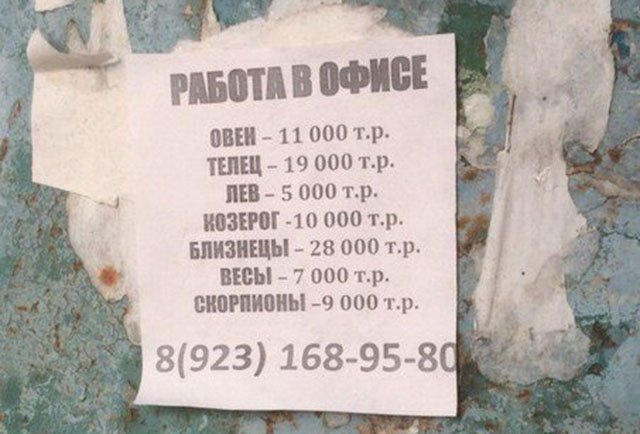 РАБОТА В ОФИСЕ
ОВЕН – 11 000 т.р.
ТЕЛЕЦ – 19 000 т.р.
ЛЕВ – 5 000 т.р.
КОЗЕРОГ -10 000 т.р.
БЛИЗНЕЦЫ – 28 000 т.р.
ВЕСЫ – 7 000 т.р.
СКОРПИОНЫ –9 000 т.р.
8(923) 168-95-80